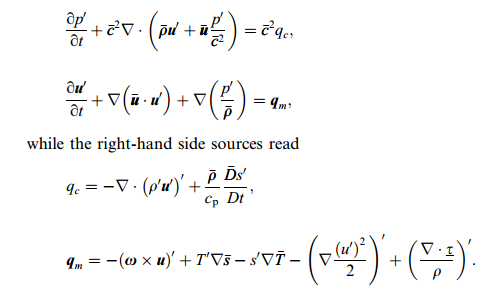 ∂p′/∂t + c̄²∇ · (ρ̄u′ + ū p′/c̄²) = c̄²q_c,
∂u′/∂t + ∇(ū · u′) + ∇(p′/ρ̄) = q_m,
while the right-hand side sources read
q_c = −∇ · (ρ′u′)′ + ρ̄/c_p D̄s′/Dt,
q_m = −(ω × u)′ + T′∇s̄ − s′∇T̄ − (∇ (u′)²/2)′ + (∇ · τ/ρ)′.